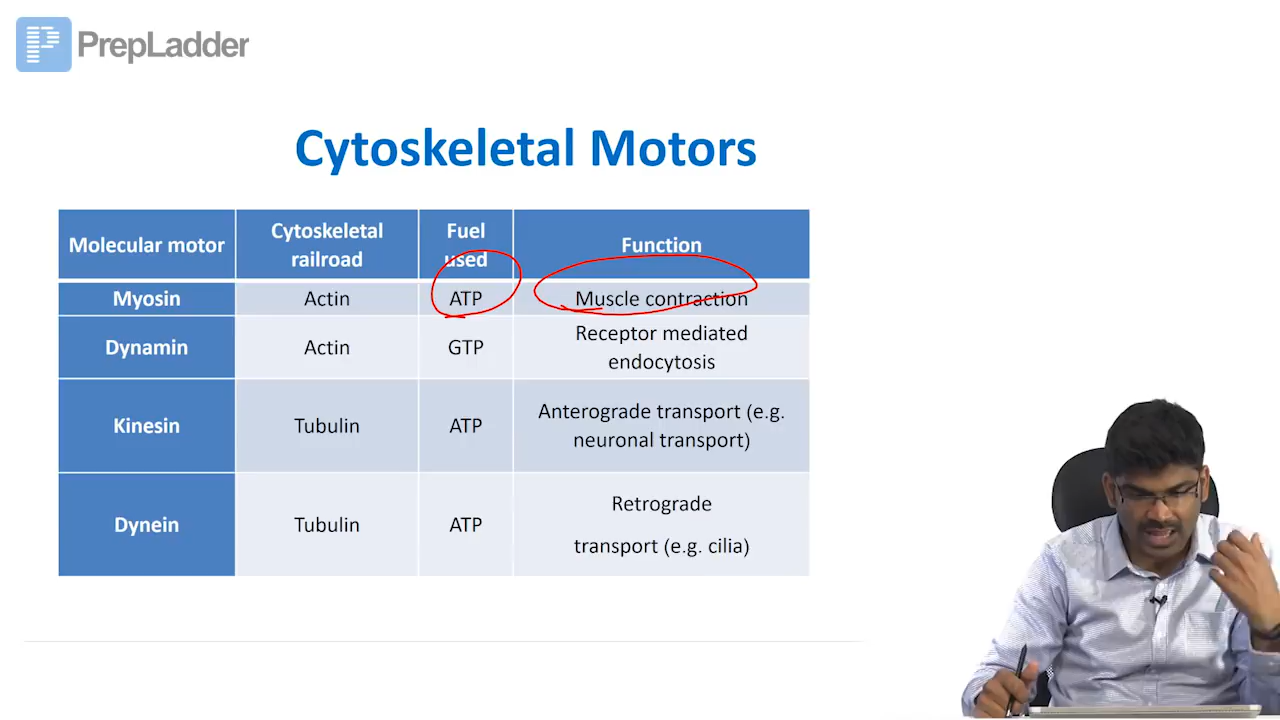 PrepLadder
Cytoskeletal Motors
Molecular motor
Cytoskeletal
railroad
Fuel
used
Function
Myosin
Actin
ATP
Muscle contraction
Dynamin
Actin
GTP
Receptor mediated
endocytosis
Kinesin
Tubulin
ATP
Anterograde transport (e.g.
neuronal transport)
Dynein
Tubulin
ATP
Retrograde
transport (e.g. cilia)